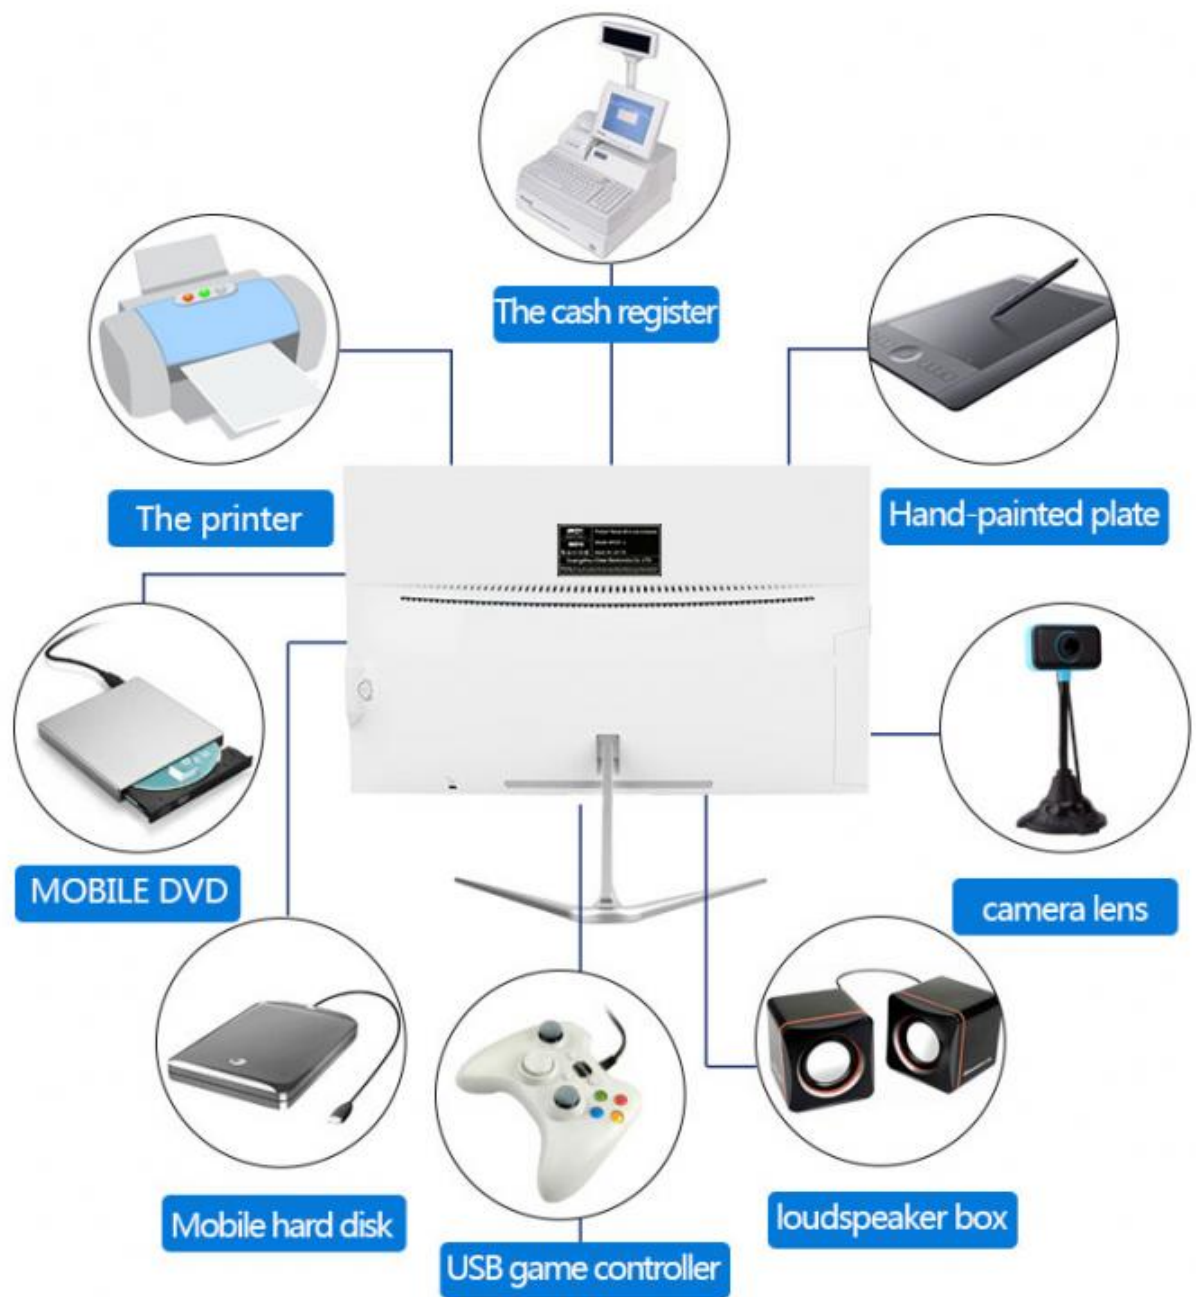 The cash register
The printer
Hand-painted plate
MOBILE DVD
camera lens
Mobile hard disk
loudspeaker box
USB game controller